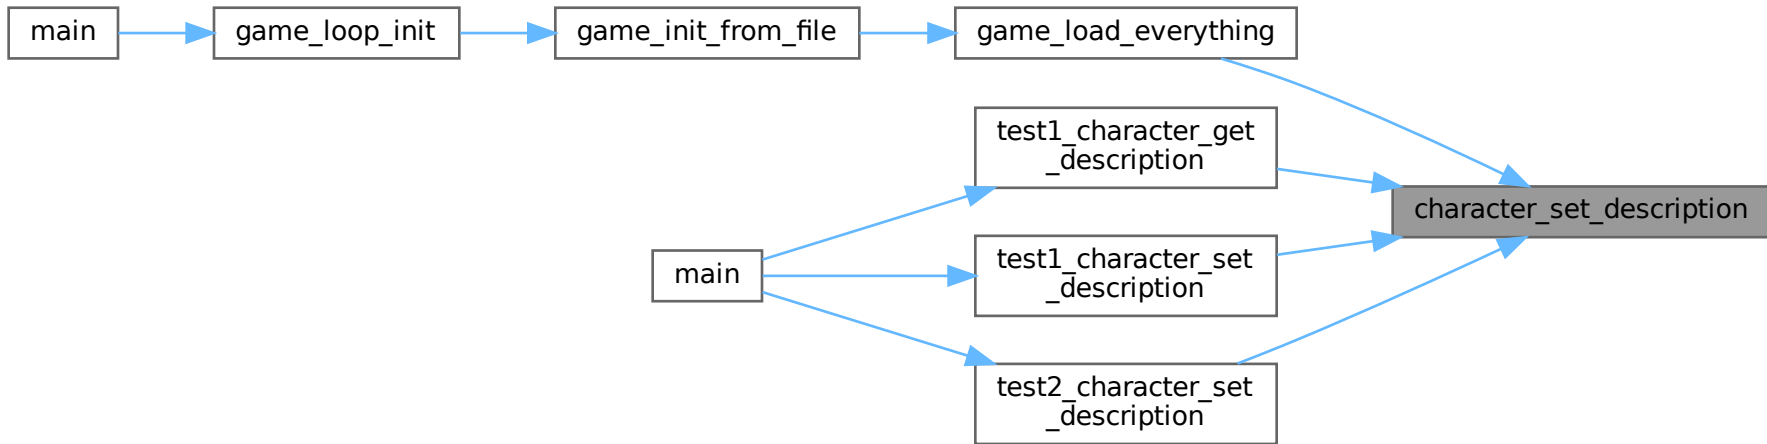 main
game_loop_init
game_init_from_file
game_load_everything
test1_character_get
_description
character_set_description
test1_character_set
_description
main
test2_character_set
_description